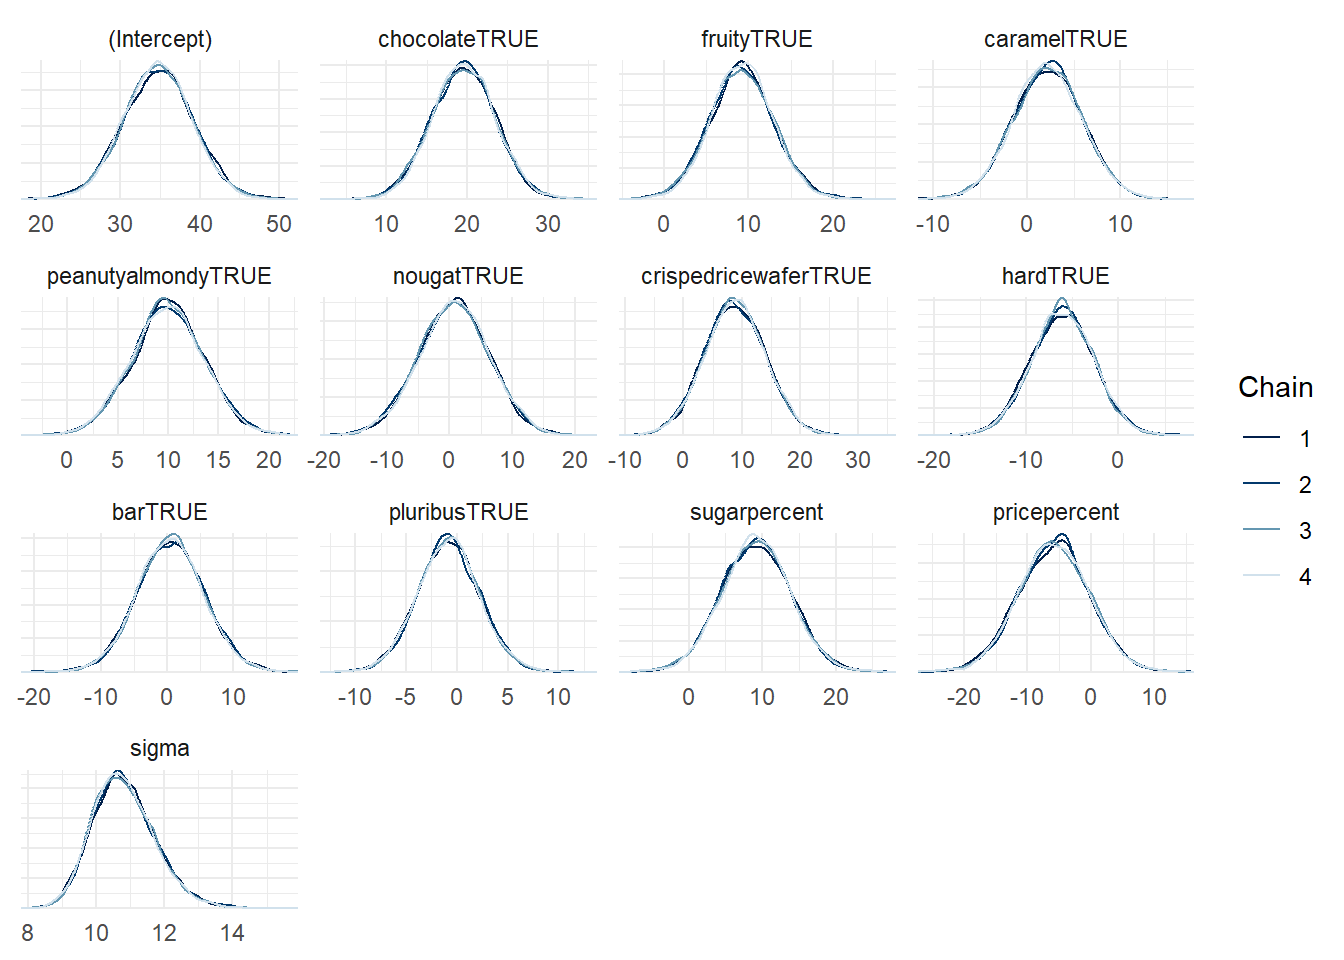 (Intercept) chocolateTRUE fruityTRUE caramelTRUE
20 30 40 50 10 20 30 0 10 20 -10 0 10
peanutyalmondyTRUE nougatTRUE crispedricewaferTRUE hardTRUE
0 5 10 15 20 -20 -10 0 10 20 -10 0 10 20 30 -20 -10 0
Chain
1
2
3
4
barTRUE pluribusTRUE sugarpercent pricepercent
-20 -10 0 10 -10 -5 0 5 10 0 10 20 -20 -10 0 10
sigma
8 10 12 14